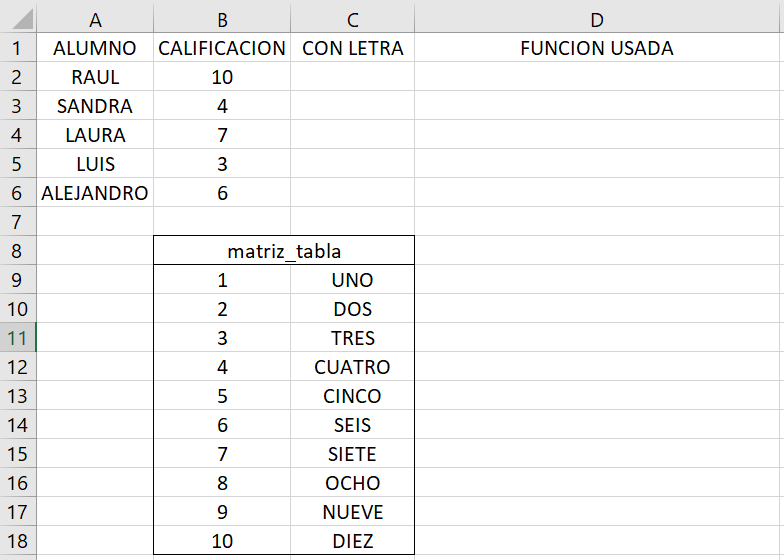 A B C D
1 ALUMNO CALIFICACION CON LETRA FUNCION USADA
2 RAUL 10
3 SANDRA 4
4 LAURA 7
5 LUIS 3
6 ALEJANDRO 6
7
8 matriz_tabla
9 1 UNO
10 2 DOS
11 3 TRES
12 4 CUATRO
13 5 CINCO
14 6 SEIS
15 7 SIETE
16 8 OCHO
17 9 NUEVE
18 10 DIEZ